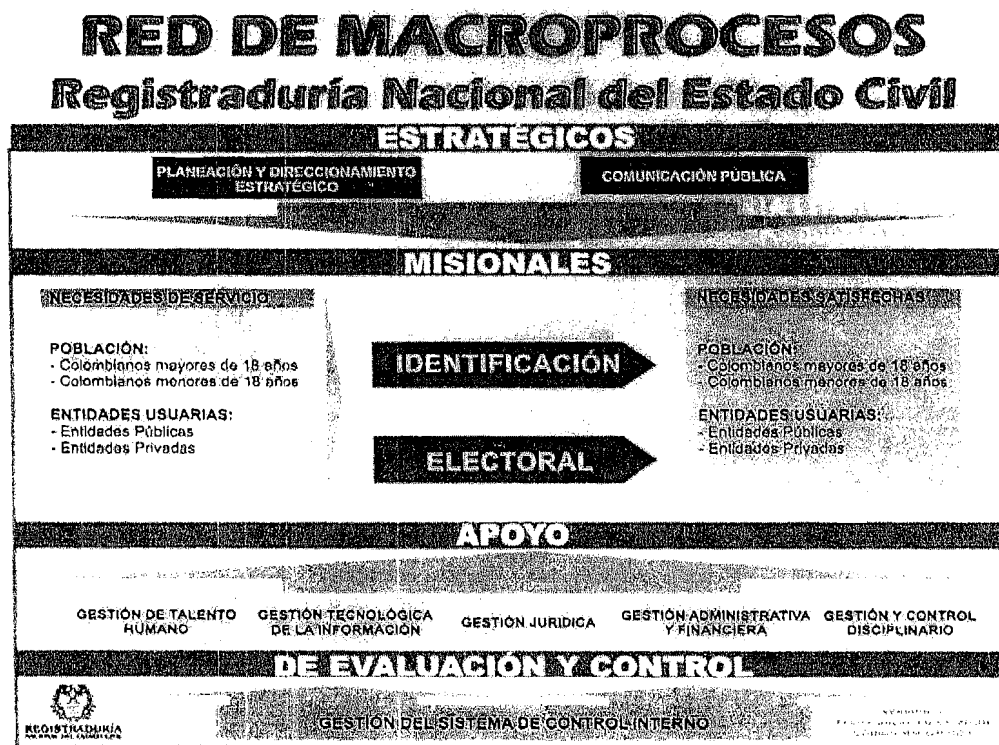 RED DE MACROPROCESOS
Registraduría Nacional del Estado Civil
ESTRATÉGICOS
PLANEACIÓN Y DIRECCIONAMIENTO
ESTRATÉGICO
COMUNICACIÓN PÚBLICA
MISIONALES
NECESIDADES DE SERVICIO
POBLACIÓN:
- Colombianos mayores de 18 años
- Colombianos menores de 18 años
ENTIDADES USUARIAS:
- Entidades Públicas
- Entidades Privadas
IDENTIFICACIÓN
ELECTORAL
NECESIDADES SATISFECHAS
POBLACIÓN:
- Colombianos mayores de 18 años
- Colombianos menores de 18 años
ENTIDADES USUARIAS:
- Entidades Públicas
- Entidades Privadas
APOYO
GESTIÓN DE TALENTO
HUMANO
GESTIÓN TECNOLÓGICA
DE LA INFORMACIÓN
GESTIÓN JURÍDICA
GESTIÓN ADMINISTRATIVA
Y FINANCIERA
GESTIÓN Y CONTROL
DISCIPLINARIO
DE EVALUACIÓN Y CONTROL
REGISTRADURÍA
GESTIÓN DEL SISTEMA DE CONTROL INTERNO